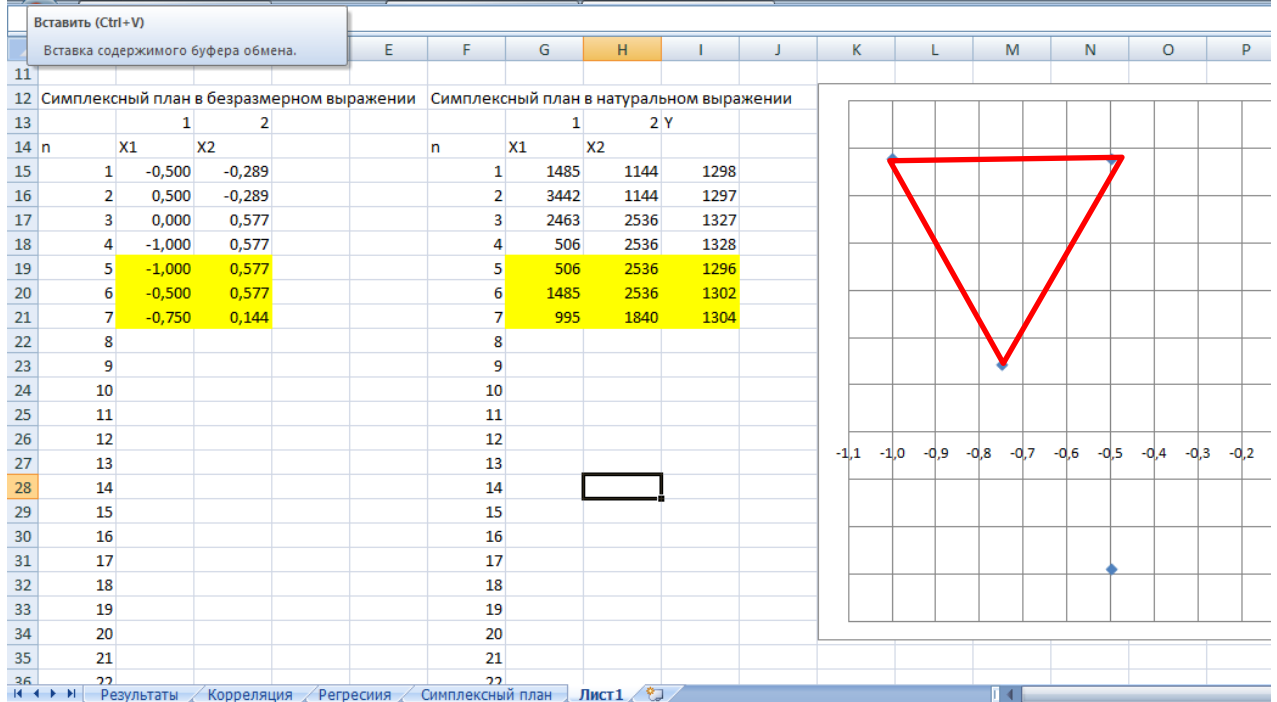 Вставить (Ctrl+V)
Вставка содержимого буфера обмена.
E F G H I J K L M N O P
11
12 Симплексный план в безразмерном выражении Симплексный план в натуральном выражении
13 1 2 1 2 Y
14 n X1 X2 n X1 X2
15 1 -0,500 -0,289 1 1485 1144 1298
16 2 0,500 -0,289 2 3442 1144 1297
17 3 0,000 0,577 3 2463 2536 1327
18 4 -1,000 0,577 4 506 2536 1328
19 5 -1,000 0,577 5 506 2536 1296
20 6 -0,500 0,577 6 1485 2536 1302
21 7 -0,750 0,144 7 995 1840 1304
22 8 8
23 9 9
24 10 10
25 11 11
26 12 12
27 13 13 -1,1 -1,0 -0,9 -0,8 -0,7 -0,6 -0,5 -0,4 -0,3 -0,2
28 14 14
29 15 15
30 16 16
31 17 17
32 18 18
33 19 19
34 20 20
35 21 21
36 22 22
Результаты Корреляция Регресиия Симплексный план Лист1